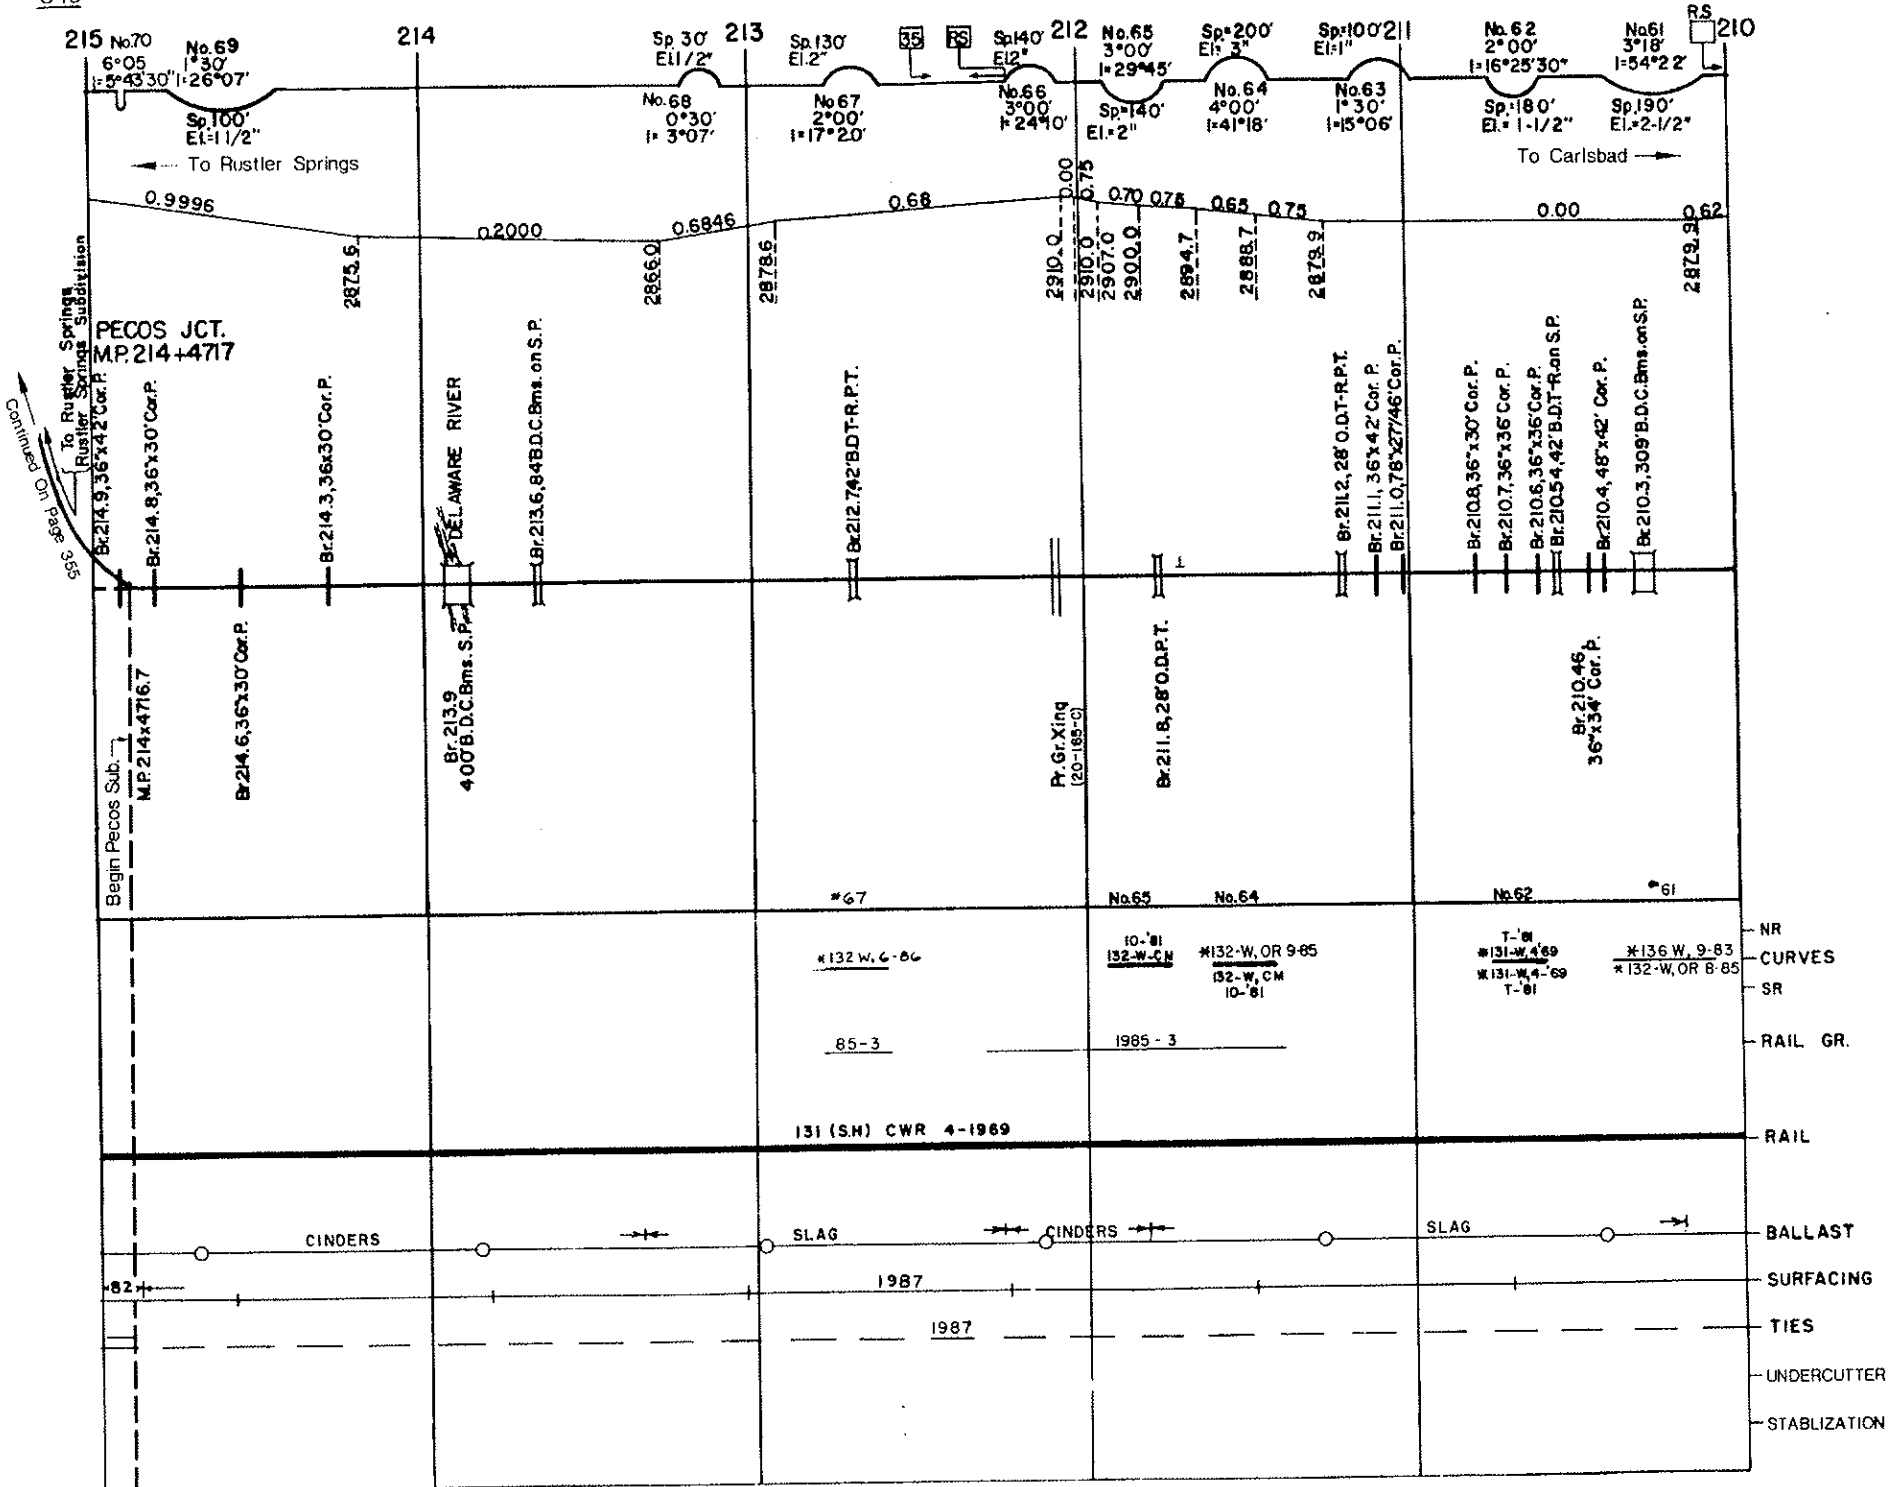 215
No.70
6°05
I=5°43'30"
No.69
1°30'
I=26°07'
Sp.100'
El.=1 1/2"
214
Sp. 30'
El.1/2"
No.68
0°30'
I= 3°07'
213
Sp.130'
El.2"
No.67
2°00'
I=17°20'
35
RS
Sp.140'
El.2"
No.66
3°00'
I=24°10'
212
No.65
3°00'
I=29°45'
Sp.=140'
El.=2"
Sp.=200'
El.= 3"
No.64
4°00'
I=41°18'
Sp.=100'
El=1"
No.63
1°30'
I=15°06'
211
No.62
2°00'
I=16°25'30"
Sp.=180'
El.= 1-1/2"
No.61
3°18'
I=54°22'
Sp.190'
El.=2-1/2"
R.S
210
To Rustler Springs
To Carlsbad
0.9996
0.2000
0.6846
0.68
0.00
0.75
0.70
0.75
0.65
0.75
0.00
0.62
2875.6
2866.0
2878.6
2910.0
2910.0
2907.0
2900.0
2894.7
2888.7
2879.9
2879.9
PECOS JCT.
M.P. 214+4717
To Rustler Springs
Rustler Springs Subdivision
Continued On Page 355
Br.214.9,36"x42'Cor.P.
Br.214.8,36"x30'Cor.P.
Br.214.3,36x30'Cor.P.
DELAWARE RIVER
Br.213.6,84'B.D.C.Bms.on S.P.
Br.212.7,42'B.D.T-R.P.T.
Br.211.2,28'O.D.T-R.P.T.
Br.211.1,36"x42' Cor. P.
Br.211.0,78"x27'/46'Cor.P.
Br.210.8,36"x30' Cor.P.
Br.210.7,36"x36'Cor.P.
Br.210.6,36"x36'Cor.P.
Br.210.54,42'B.D.T-R.on S.P.
Br.210.4,48"x42' Cor. P.
Br.210.3,309'B.D.C.Bms.on S.P.
Begin Pecos Sub.
M.P. 214x4716.7
Br.214.6,36"x30'Cor.P.
Br.213.9
400'B.D.C.Bms.S.P.
Pr.Gr.Xing
(20-165-C)
Br.211.8,28'O.D.P.T.
Br.210.46,
36"x34' Cor. P.
#67
No.65
No.64
No.62
#61
NR
CURVES
SR
*132 W, 6-86
10-'81
132-W-CM
*132-W, OR 9-85
132-W, CM
10-'81
T-'81
*131-W,4'69
*131-W,4-'69
T-'81
*136 W, 9-83
*132-W, OR 8-85
85-3
1985-3
RAIL GR.
131 (S.H) CWR 4-1969
RAIL
CINDERS
SLAG
CINDERS
SLAG
BALLAST
82
1987
SURFACING
1987
TIES
UNDERCUTTER
STABLIZATION